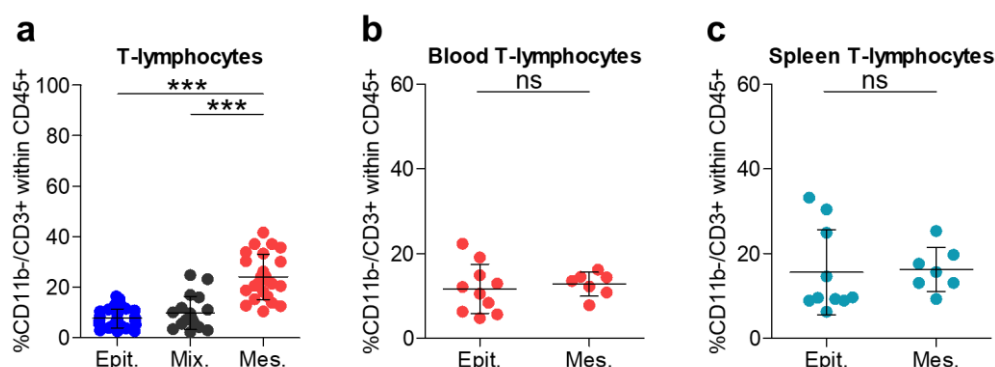 a
T-lymphocytes
%CD11b-/CD3+ within CD45+
100
80
60
40
20
0
***
***
Epit. Mix. Mes.
b
Blood T-lymphocytes
%CD11b-/CD3+ within CD45+
60
40
20
0
ns
Epit. Mes.
c
Spleen T-lymphocytes
%CD11b-/CD3+ within CD45+
60
40
20
0
ns
Epit. Mes.